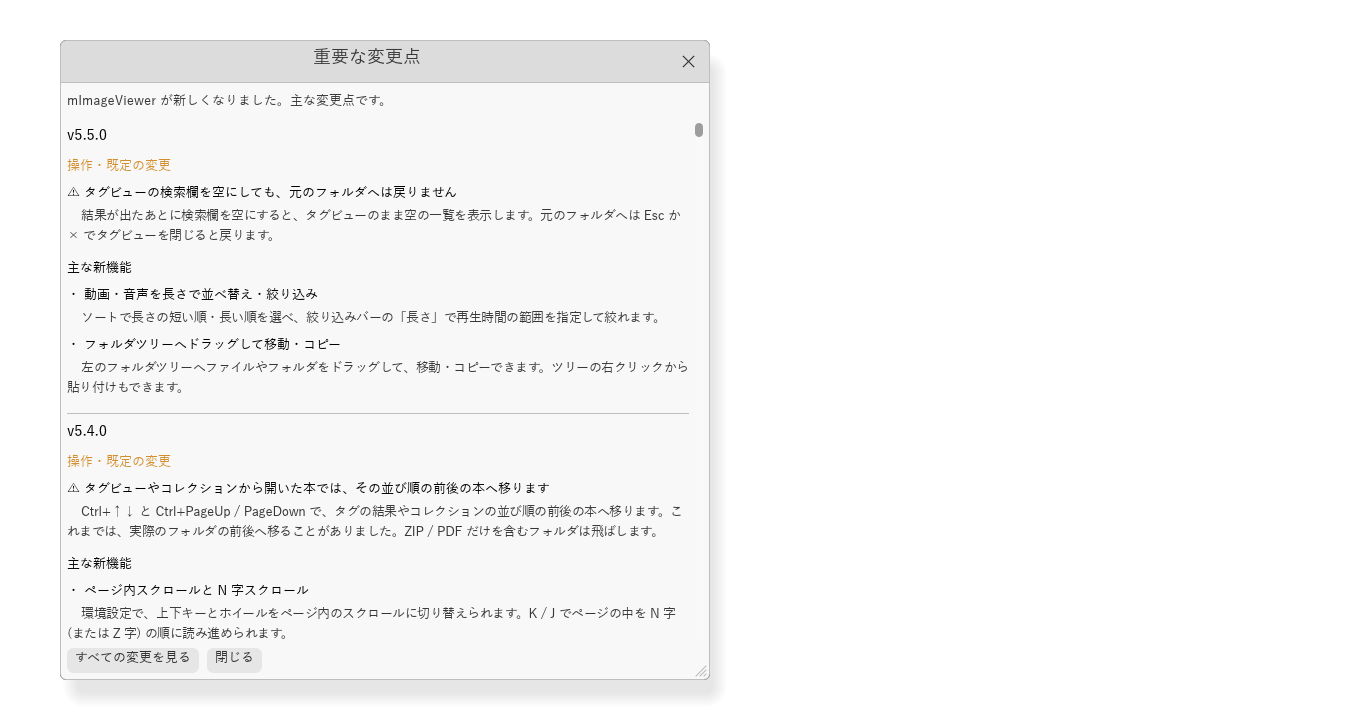 重要な変更点
mImageViewer が新しくなりました。主な変更点です。
v5.5.0
操作・既定の変更
⚠ タグビューの検索欄を空にしても、元のフォルダへは戻りません
結果が出たあとに検索欄を空にすると、タグビューのまま空の一覧を表示します。元のフォルダへは Esc か
× でタグビューを閉じると戻ります。
主な新機能
・ 動画・音声を長さで並べ替え・絞り込み
ソートで長さの短い順・長い順を選べ、絞り込みバーの「長さ」で再生時間の範囲を指定して絞れます。
・ フォルダツリーへドラッグして移動・コピー
左のフォルダツリーへファイルやフォルダをドラッグして、移動・コピーできます。ツリーの右クリックから
貼り付けもできます。
v5.4.0
操作・既定の変更
⚠ タグビューやコレクションから開いた本では、その並び順の前後の本へ移ります
Ctrl+↑↓ と Ctrl+PageUp / PageDown で、タグの結果やコレクションの並び順の前後の本へ移ります。こ
れまでは、実際のフォルダの前後へ移ることがありました。ZIP / PDF だけを含むフォルダは飛ばします。
主な新機能
・ ページ内スクロールと N 字スクロール
環境設定で、上下キーとホイールをページ内のスクロールに切り替えられます。K / J でページの中を N 字
(または Z 字) の順に読み進められます。
すべての変更を見る 閉じる